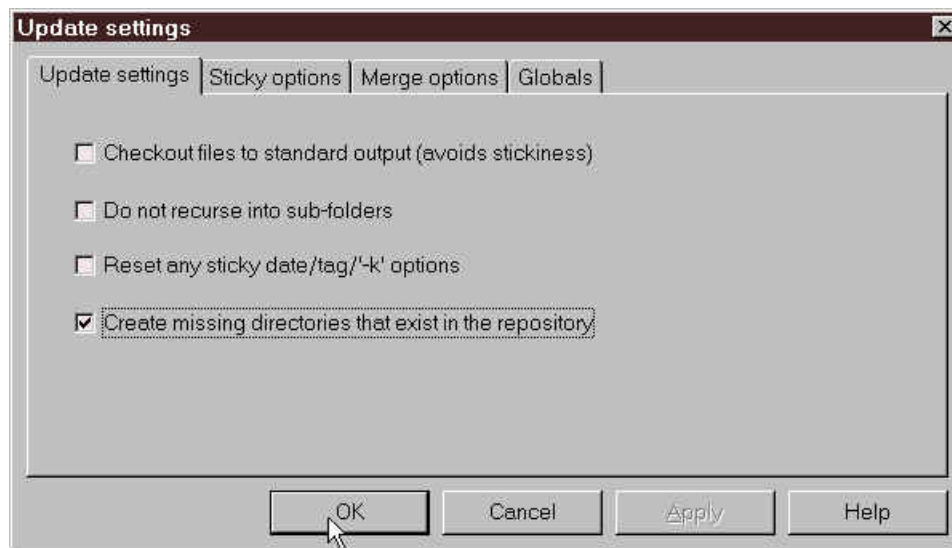 Update settings
Update settings Sticky options Merge options Globals
Checkout files to standard output (avoids stickiness)
Do not recurse into sub-folders
Reset any sticky date/tag/'-k' options
Create missing directories that exist in the repository
OK Cancel Apply Help